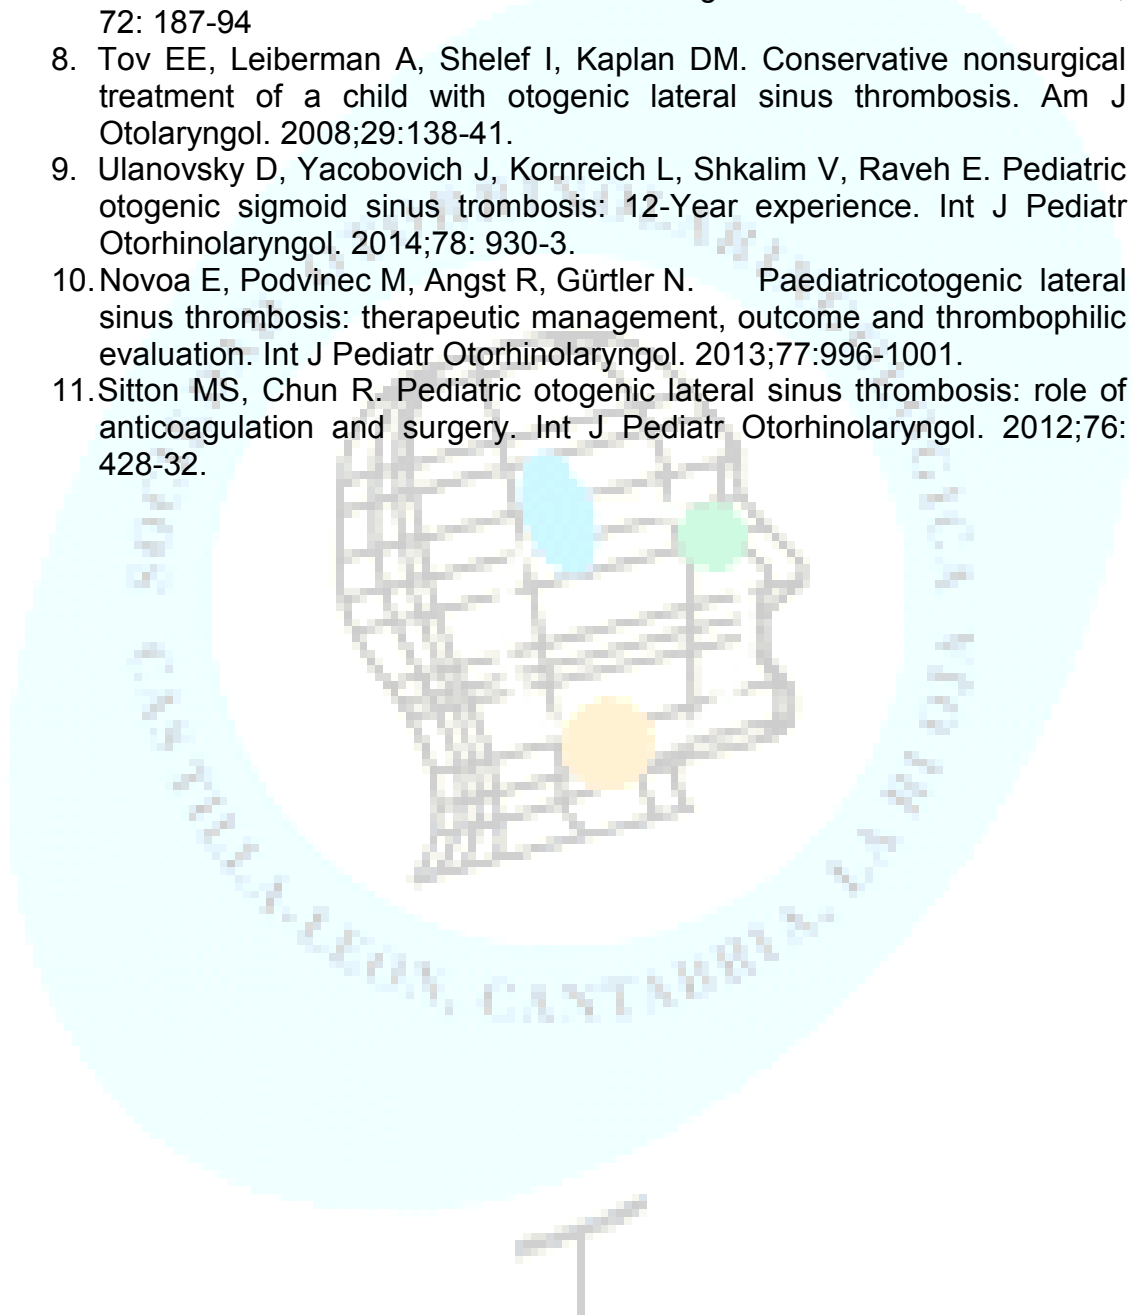 72: 187-94
8. Tov EE, Leiberman A, Shelef I, Kaplan DM. Conservative nonsurgical
treatment of a child with otogenic lateral sinus thrombosis. Am J
Otolaryngol. 2008;29:138-41.
9. Ulanovsky D, Yacobovich J, Kornreich L, Shkalim V, Raveh E. Pediatric
otogenic sigmoid sinus trombosis: 12-Year experience. Int J Pediatr
Otorhinolaryngol. 2014;78: 930-3.
10. Novoa E, Podvinec M, Angst R, Gürtler N. Paediatricotogenic lateral
sinus thrombosis: therapeutic management, outcome and thrombophilic
evaluation. Int J Pediatr Otorhinolaryngol. 2013;77:996-1001.
11. Sitton MS, Chun R. Pediatric otogenic lateral sinus thrombosis: role of
anticoagulation and surgery. Int J Pediatr Otorhinolaryngol. 2012;76:
428-32.
CASTILLA-LEON, CANTABRIA, LA RIOJA